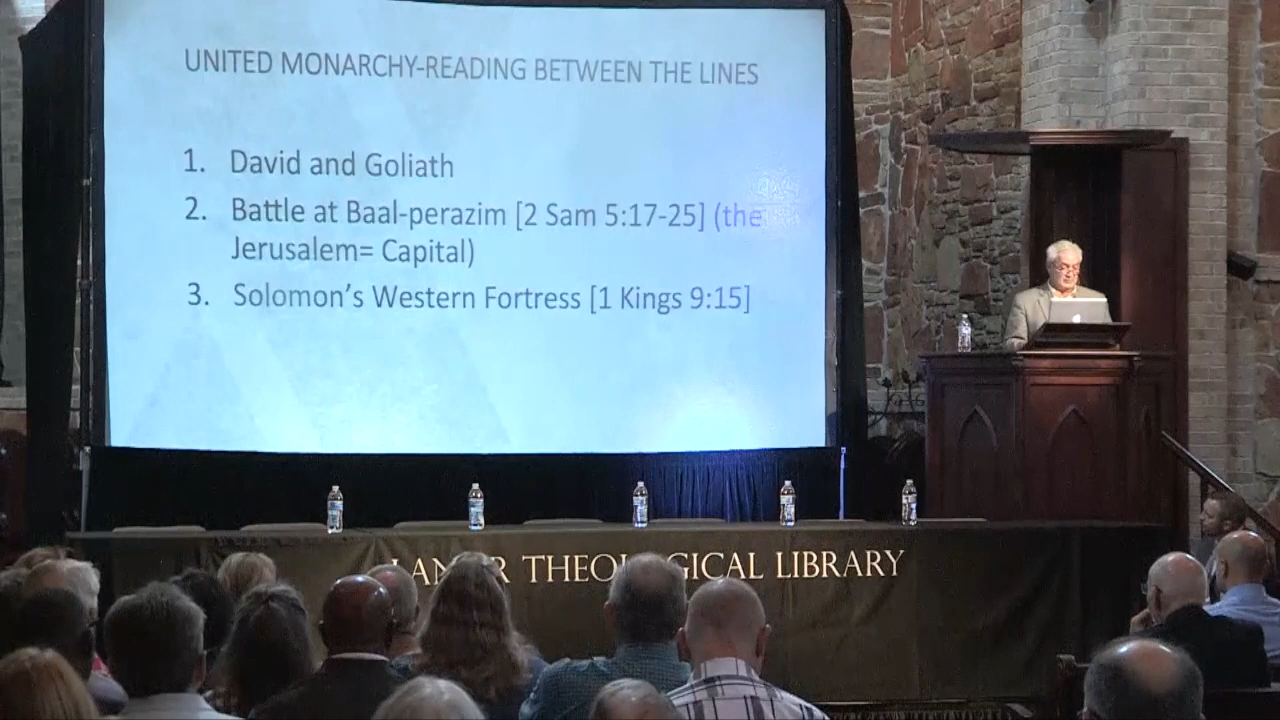 UNITED MONARCHY-READING BETWEEN THE LINES
1. David and Goliath
2. Battle at Baal-perazim [2 Sam 5:17-25] (the
Jerusalem= Capital)
3. Solomon's Western Fortress [1 Kings 9:15]
THEOLOGICAL LIBRARY